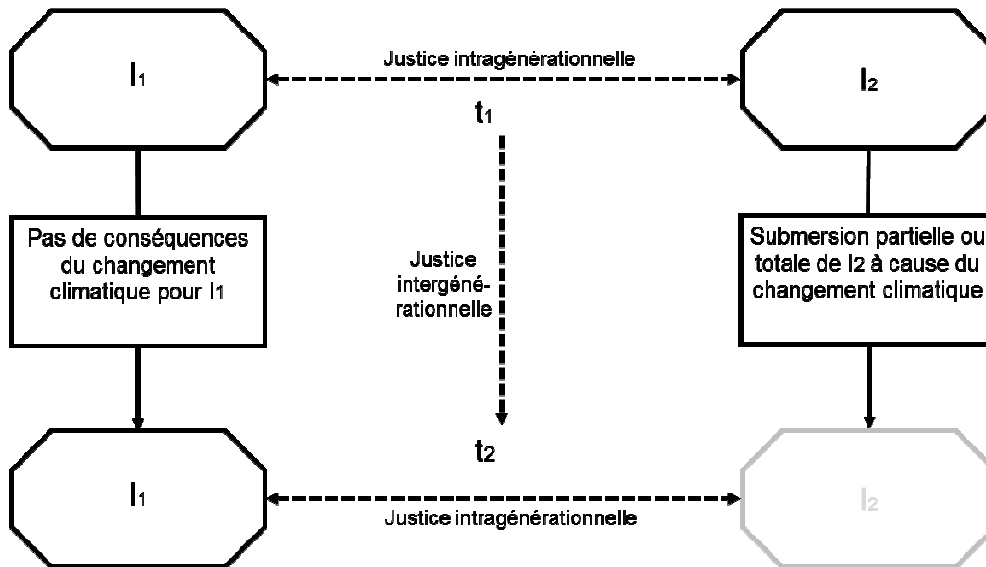 Justice intragénérationnelle
I1
I2
t1
Pas de conséquences
du changement
climatique pour I1
Justice
intergéné-
rationnelle
Submersion partielle ou
totale de I2 à cause du
changement climatique
t2
I1
I2
Justice intragénérationnelle